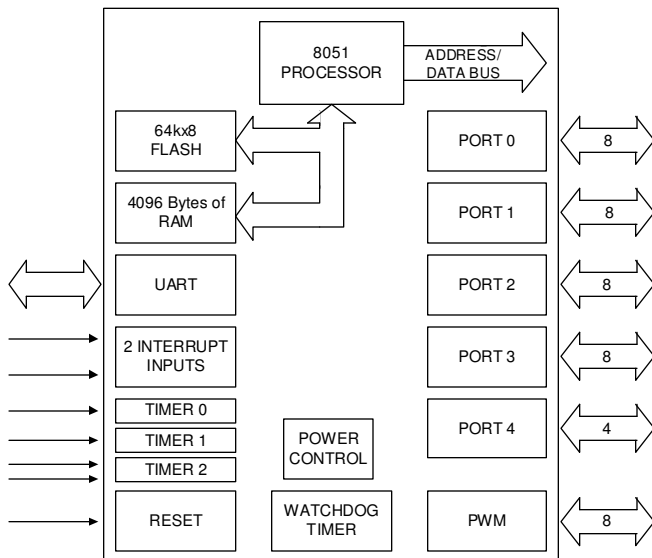 8051
PROCESSOR
ADDRESS/
DATA BUS
64kx8
FLASH
PORT 0
8
4096 Bytes of
RAM
PORT 1
8
UART
PORT 2
8
2 INTERRUPT
INPUTS
PORT 3
8
TIMER 0
TIMER 1
TIMER 2
POWER
CONTROL
PORT 4
4
RESET
WATCHDOG
TIMER
PWM
8